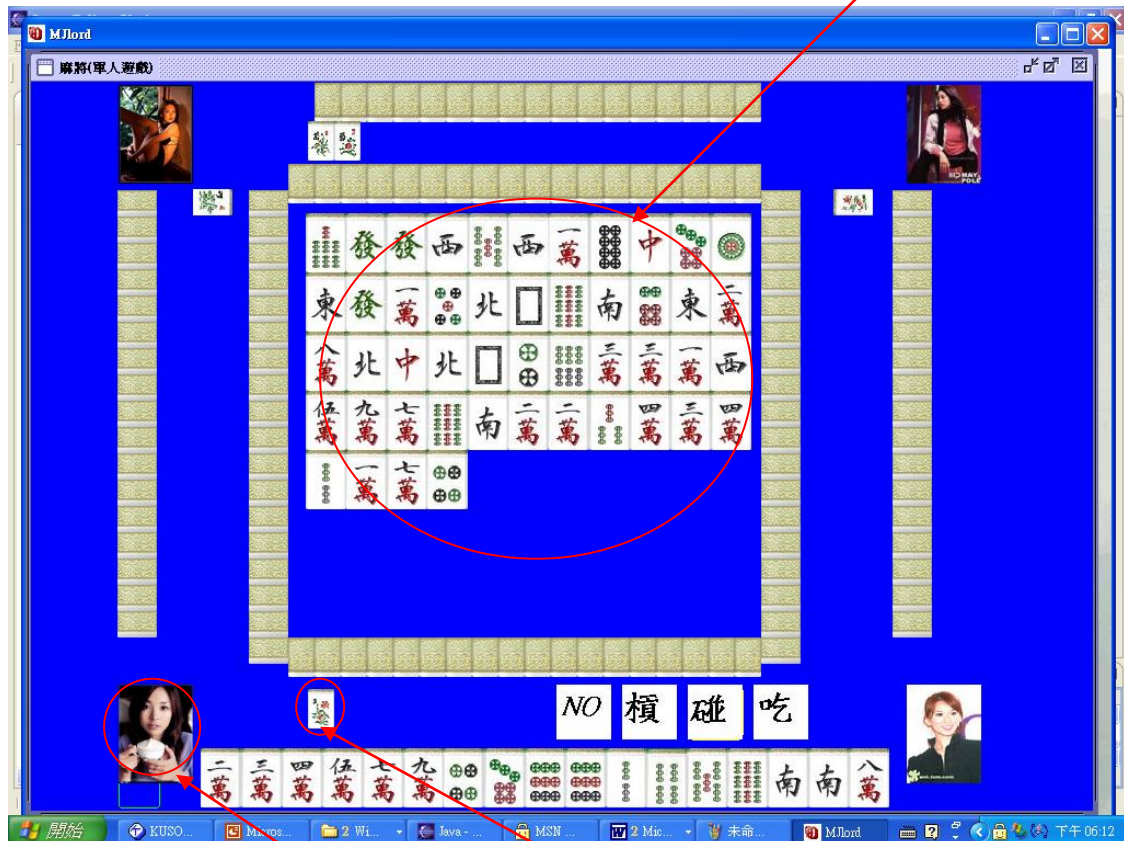 MJlord
麻將(軍人遊戲)
發 發 西 西 一萬 中
東 發 一萬 北 南 東 二萬
八萬 北 中 北 三萬 三萬 一萬 西
伍萬 九萬 七萬 南 二萬 二萬 四萬 三萬 四萬
一萬 七萬
NO 槓 碰 吃
二萬 三萬 四萬 伍萬 七萬 九萬 南 南 八萬
開始 KUSO... Micros... 2 Wi... Java - ... MSN ... 2 Mic... 未命... MJlord 下午 06:12